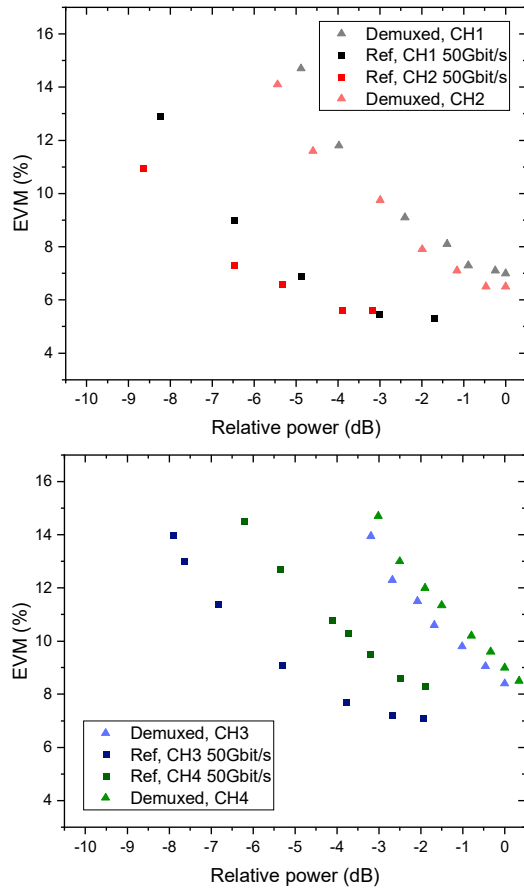 16
14
12
10
8
6
4
EVM (%)
Demuxed, CH1
Ref, CH1 50Gbit/s
Ref, CH2 50Gbit/s
Demuxed, CH2
-10 -9 -8 -7 -6 -5 -4 -3 -2 -1 0
Relative power (dB)
16
14
12
10
8
6
4
EVM (%)
Demuxed, CH3
Ref, CH3 50Gbit/s
Ref, CH4 50Gbit/s
Demuxed, CH4
-10 -9 -8 -7 -6 -5 -4 -3 -2 -1 0
Relative power (dB)